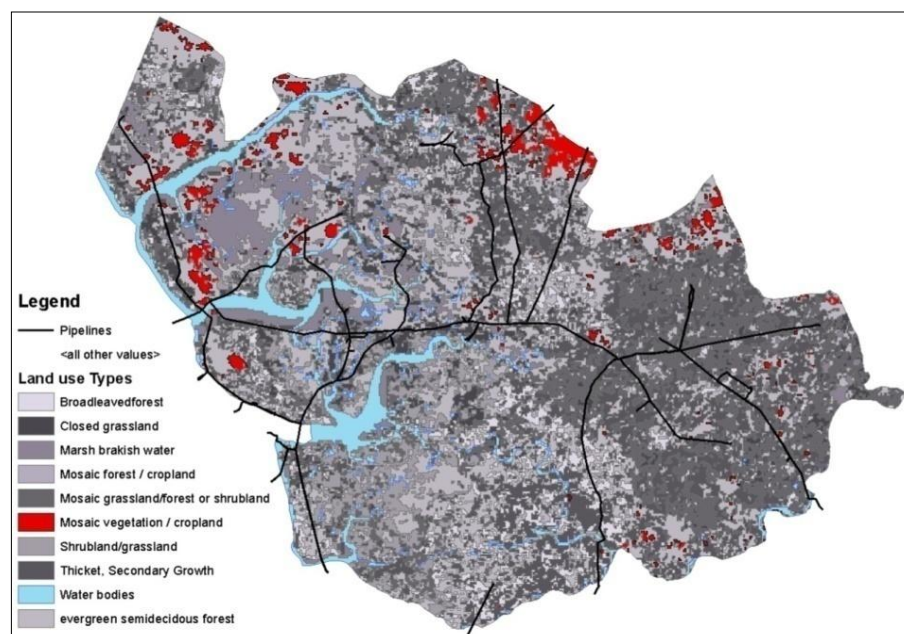 Legend
Pipelines
<all other values>
Land use Types
Broadleavedforest
Closed grassland
Marsh brakish water
Mosaic forest / cropland
Mosaic grassland/forest or shrubland
Mosaic vegetation / cropland
Shrubland/grassland
Thicket, Secondary Growth
Water bodies
evergreen semidecidous forest